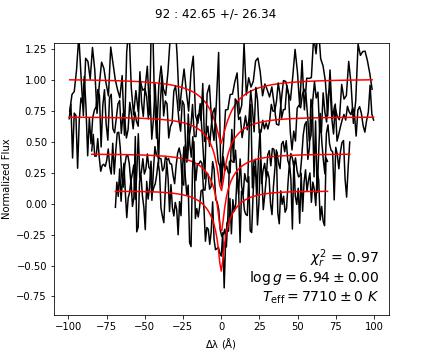 92 : 42.65 +/- 26.34
1.25
1.00
0.75
0.50
0.25
0.00
−0.25
−0.50
−0.75
Normalized Flux
χ²ᵣ = 0.97
log g = 6.94 ± 0.00
T_eff = 7710 ± 0 K
−100 −75 −50 −25 0 25 50 75 100
Δλ (Å)